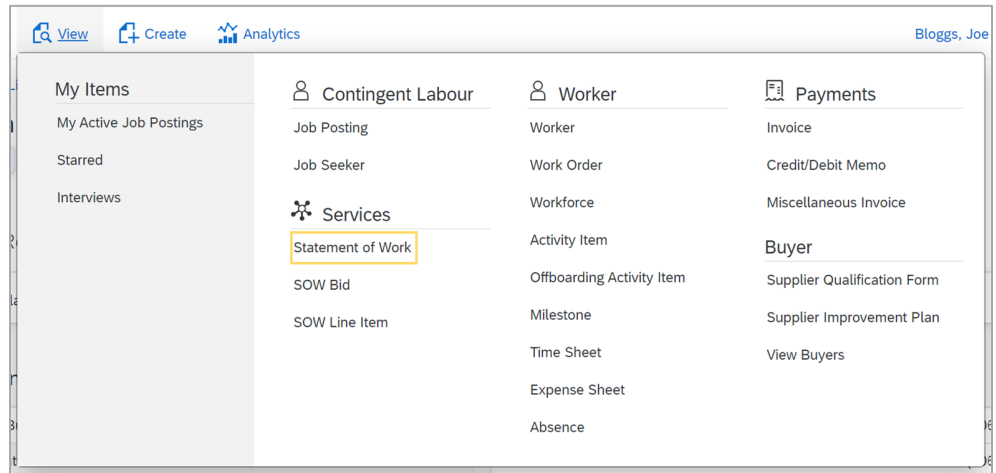 View
Create
Analytics
Bloggs, Joe
My Items
My Active Job Postings
Starred
Interviews
Contingent Labour
Job Posting
Job Seeker
Services
Statement of Work
SOW Bid
SOW Line Item
Worker
Worker
Work Order
Workforce
Activity Item
Offboarding Activity Item
Milestone
Time Sheet
Expense Sheet
Absence
Payments
Invoice
Credit/Debit Memo
Miscellaneous Invoice
Buyer
Supplier Qualification Form
Supplier Improvement Plan
View Buyers